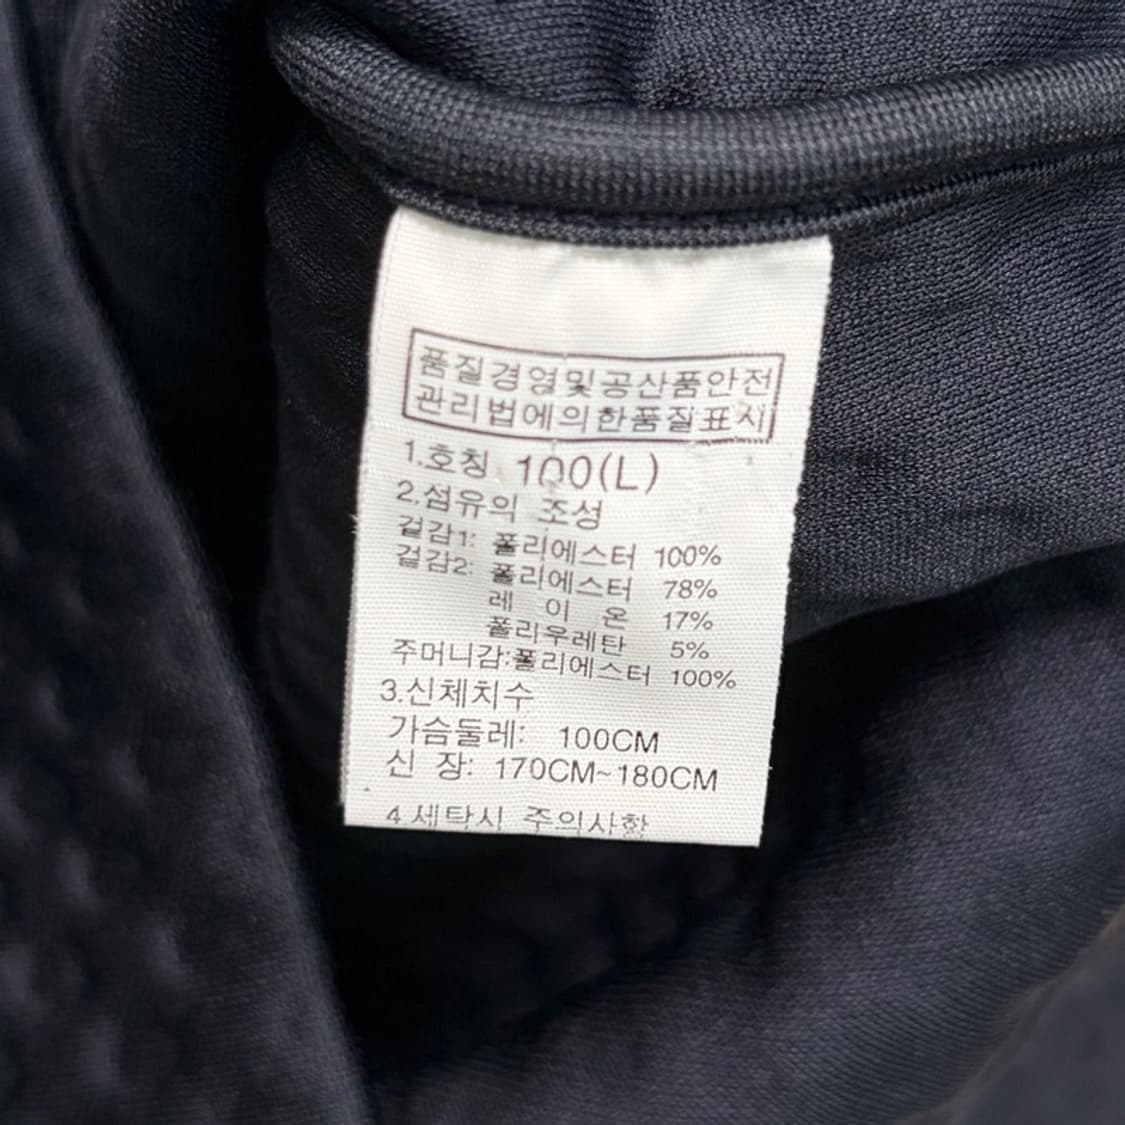 품질경영및공산품안전
관리법에의한품질표시
1.호칭 100(L)
2.섬유의 조성
겉감1: 폴리에스터 100%
겉감2: 폴리에스터 78%
레 이 온 17%
폴리우레탄 5%
주머니감:폴리에스터 100%
3.신체치수
가슴둘레: 100CM
신 장: 170CM~180CM
4.세탁시 주의사항